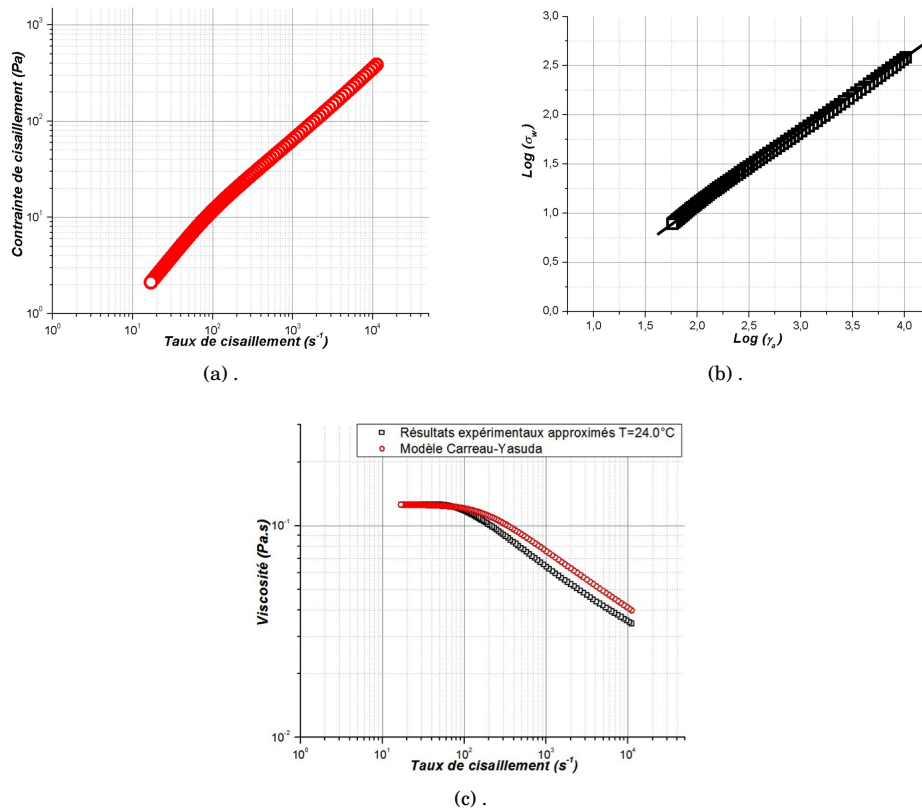 10³
10²
10¹
10⁰
Contrainte de cisaillement (Pa)
10⁰ 10¹ 10² 10³ 10⁴
Taux de cisaillement (s⁻¹)
(a) .
3,0
2,5
2,0
1,5
1,0
0,5
0,0
Log (σw)
1,0 1,5 2,0 2,5 3,0 3,5 4,0
Log (γa)
(b) .
Résultats expérimentaux approximés T=24.0°C
Modèle Carreau-Yasuda
10⁻¹
10⁻²
Viscosité (Pa.s)
10⁰ 10¹ 10² 10³ 10⁴
Taux de cisaillement (s⁻¹)
(c) .